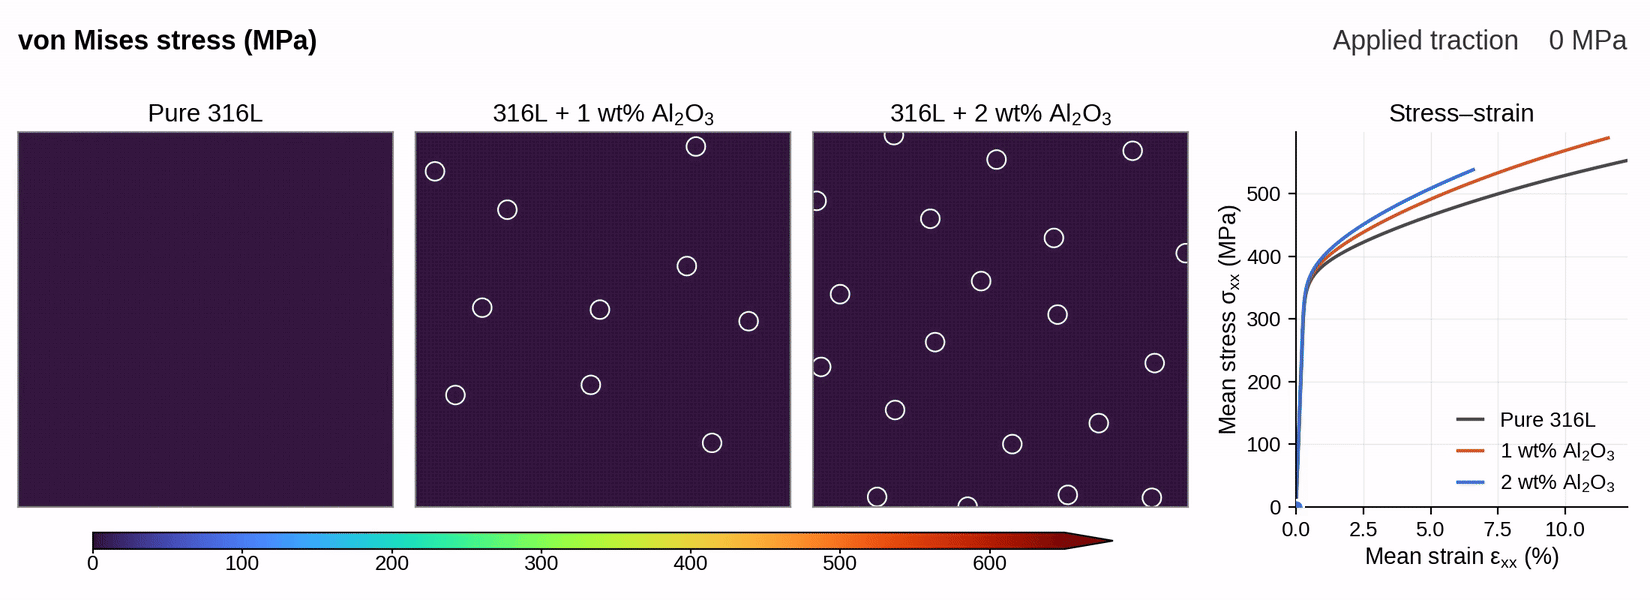 von Mises stress (MPa)
Applied traction 0 MPa
Pure 316L
316L + 1 wt% Al₂O₃
316L + 2 wt% Al₂O₃
Stress–strain
Mean stress σₓₓ (MPa)
500
400
300
200
100
0
Pure 316L
1 wt% Al₂O₃
2 wt% Al₂O₃
0.0 2.5 5.0 7.5 10.0
Mean strain εₓₓ (%)
0 100 200 300 400 500 600